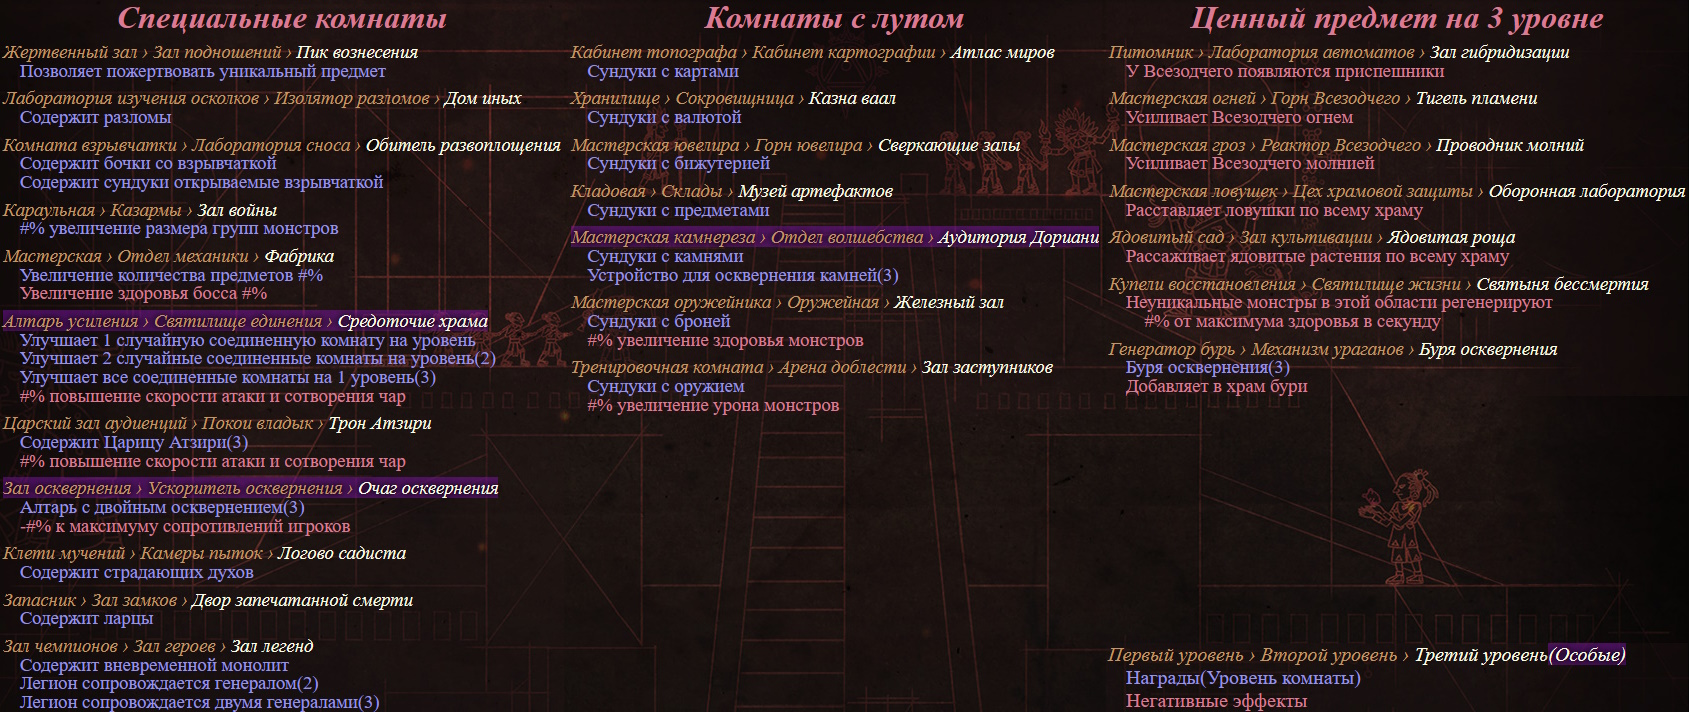 Специальные комнаты
Жертвенный зал › Зал подношений › Пик вознесения
Позволяет пожертвовать уникальный предмет
Лаборатория изучения осколков › Изолятор разломов › Дом иных
Содержит разломы
Комната взрывчатки › Лаборатория сноса › Обитель развоплощения
Содержит бочки со взрывчаткой
Содержит сундуки открываемые взрывчаткой
Караульная › Казармы › Зал войны
#% увеличение размера групп монстров
Мастерская › Отдел механики › Фабрика
Увеличение количества предметов #%
Увеличение здоровья босса #%
Алтарь усиления › Святилище единения › Средоточие храма
Улучшает 1 случайную соединенную комнату на уровень
Улучшает 2 случайные соединенные комнаты на уровень(2)
Улучшает все соединенные комнаты на 1 уровень(3)
#% повышение скорости атаки и сотворения чар
Царский зал аудиенций › Покои владык › Трон Атзири
Содержит Царицу Атзири(3)
#% повышение скорости атаки и сотворения чар
Зал осквернения › Ускоритель осквернения › Очаг осквернения
Алтарь с двойным осквернением(3)
-#% к максимуму сопротивлений игроков
Клети мучений › Камеры пыток › Логово садиста
Содержит страдающих духов
Запасник › Зал замков › Двор запечатанной смерти
Содержит ларцы
Зал чемпионов › Зал героев › Зал легенд
Содержит вневременной монолит
Легион сопровождается генералом(2)
Легион сопровождается двумя генералами(3)
Комнаты с лутом
Кабинет топографа › Кабинет картографии › Атлас миров
Сундуки с картами
Хранилище › Сокровищница › Казна ваал
Сундуки с валютой
Мастерская ювелира › Горн ювелира › Сверкающие залы
Сундуки с бижутерией
Кладовая › Склады › Музей артефактов
Сундуки с предметами
Мастерская камнереза › Отдел волшебства › Аудитория Дориани
Сундуки с камнями
Устройство для осквернения камней(3)
Мастерская оружейника › Оружейная › Железный зал
Сундуки с броней
#% увеличение здоровья монстров
Тренировочная комната › Арена доблести › Зал заступников
Сундуки с оружием
#% увеличение урона монстров
Ценный предмет на 3 уровне
Питомник › Лаборатория автоматов › Зал гибридизации
У Всезодчего появляются приспешники
Мастерская огней › Горн Всезодчего › Тигель пламени
Усиливает Всезодчего огнем
Мастерская гроз › Реактор Всезодчего › Проводник молний
Усиливает Всезодчего молнией
Мастерская ловушек › Цех храмовой защиты › Оборонная лаборатория
Расставляет ловушки по всему храму
Ядовитый сад › Зал культивации › Ядовитая роща
Рассаживает ядовитые растения по всему храму
Купели восстановления › Святилище жизни › Святыня бессмертия
Неуникальные монстры в этой области регенерируют
#% от максимума здоровья в секунду
Генератор бурь › Механизм ураганов › Буря осквернения
Буря осквернения(3)
Добавляет в храм бури
Первый уровень › Второй уровень › Третий уровень(Особые)
Награды(Уровень комнаты)
Негативные эффекты